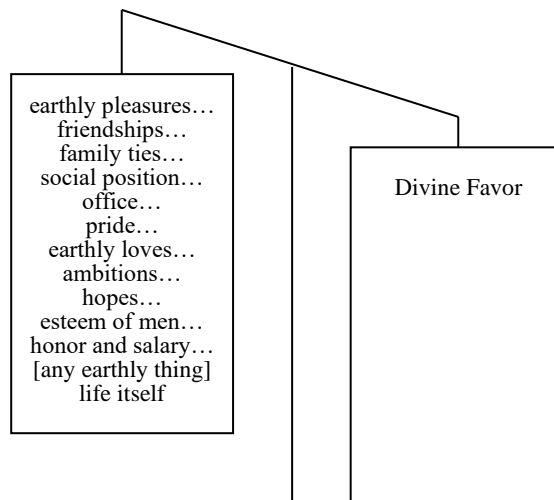 earthly pleasures…
friendships…
family ties…
social position…
office…
pride…
earthly loves…
ambitions…
hopes…
esteem of men…
honor and salary…
[any earthly thing]
life itself
Divine Favor